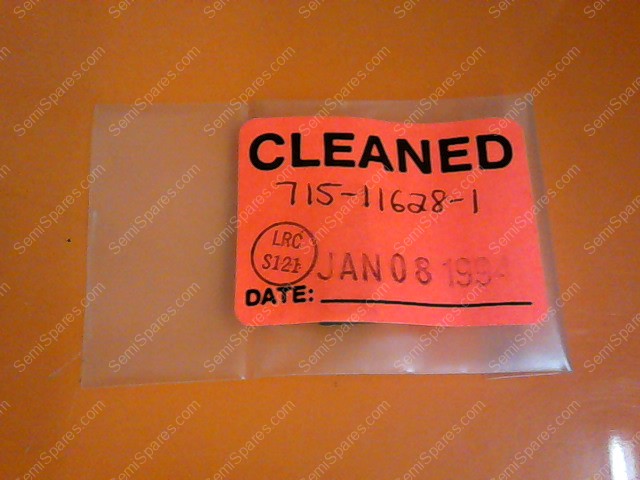 CLEANED
715-11628-1
LRC
S121
JAN 08 1994
DATE:
SemiSpares.com